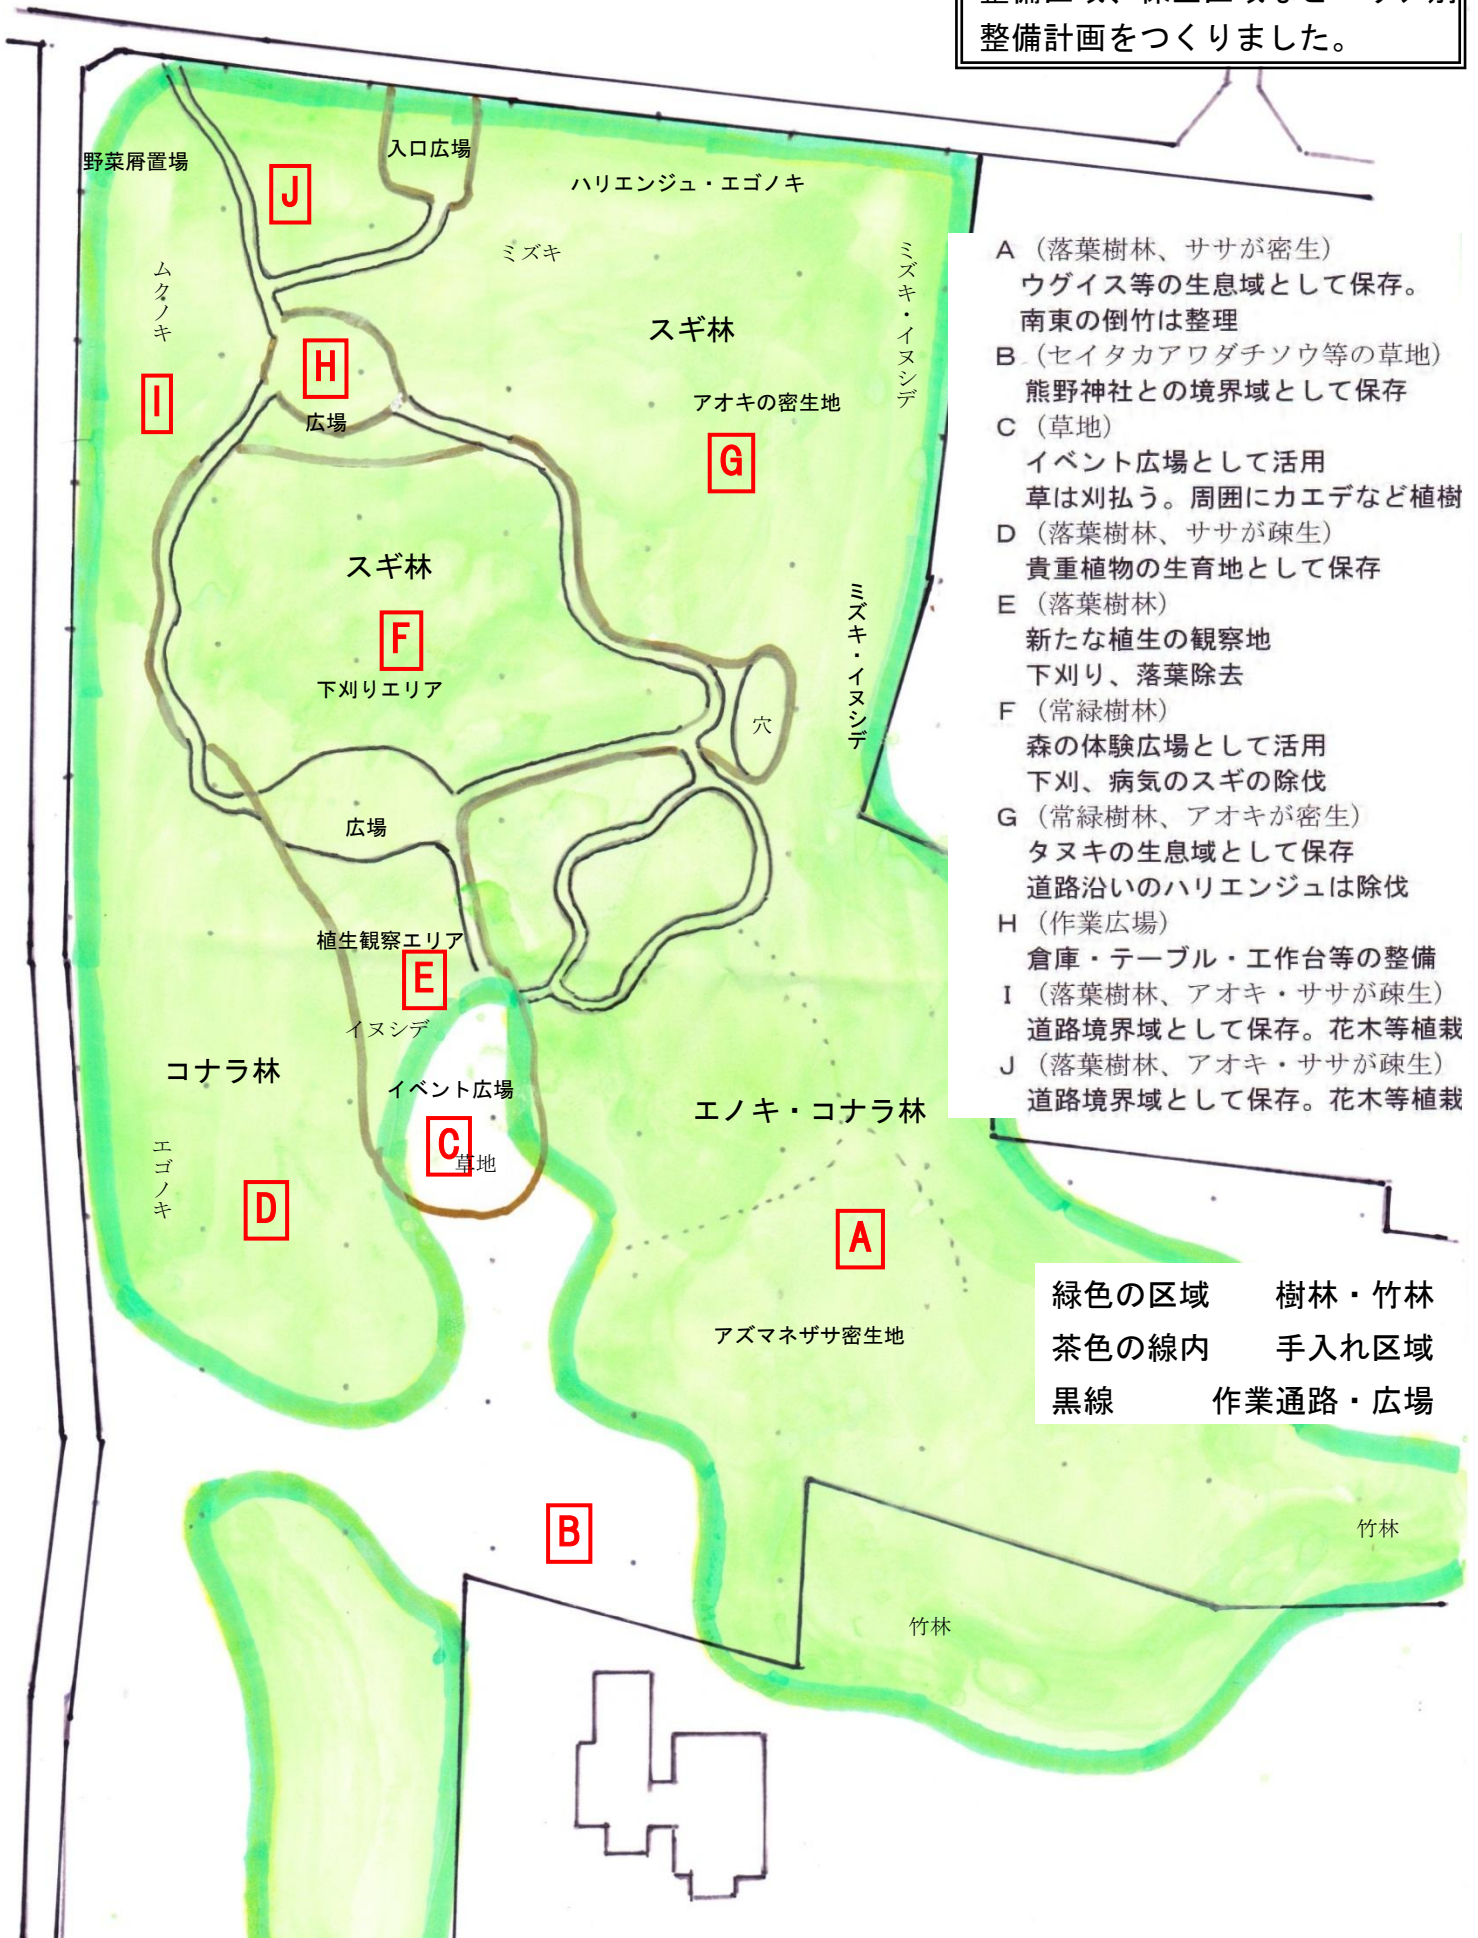 整備計画をつくりました。
野菜屑置場
入口広場
J
ハリエンジュ・エゴノキ
ミズキ
ムクノキ
ミズキ・イヌシデ
スギ林
H
I
広場
アオキの密生地
G
スギ林
F
下刈りエリア
ミズキ・イヌシデ
穴
広場
植生観察エリア
E
イヌシデ
コナラ林
イベント広場
C
草地
エノキ・コナラ林
エゴノキ
D
A
アズマネザサ密生地
B
竹林
竹林
A（落葉樹林、ササが密生）
ウグイス等の生息域として保存。
南東の倒竹は整理
B（セイタカアワダチソウ等の草地）
熊野神社との境界域として保存
C（草地）
イベント広場として活用
草は刈払う。周囲にカエデなど植樹
D（落葉樹林、ササが疎生）
貴重植物の生育地として保存
E（落葉樹林）
新たな植生の観察地
下刈り、落葉除去
F（常緑樹林）
森の体験広場として活用
下刈、病気のスギの除伐
G（常緑樹林、アオキが密生）
タヌキの生息域として保存
道路沿いのハリエンジュは除伐
H（作業広場）
倉庫・テーブル・工作台等の整備
I（落葉樹林、アオキ・ササが疎生）
道路境界域として保存。花木等植栽
J（落葉樹林、アオキ・ササが疎生）
道路境界域として保存。花木等植栽
緑色の区域　樹林・竹林
茶色の線内　手入れ区域
黒線　作業通路・広場